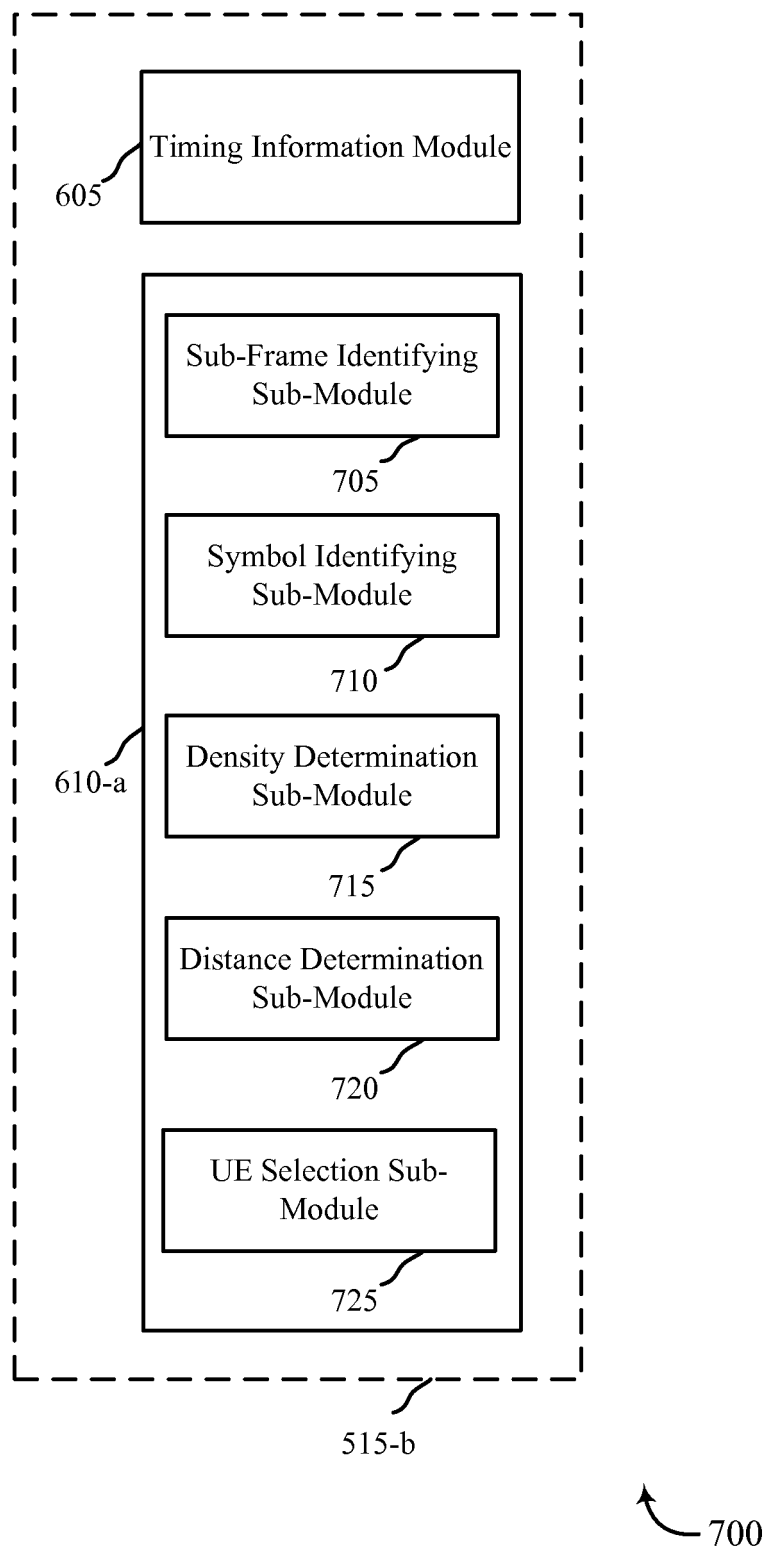 Timing Information Module
605
Sub-Frame Identifying
Sub-Module
705
Symbol Identifying
Sub-Module
710
610-a
Density Determination
Sub-Module
715
Distance Determination
Sub-Module
720
UE Selection Sub-
Module
725
515-b
700